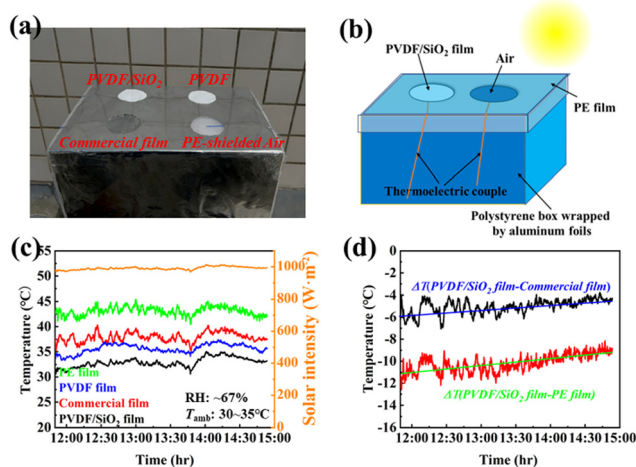 (a)
PVDF/SiO2 PVDF
Commercial film PE-shielded Air
(b)
PVDF/SiO2
film
Air
PE film
Thermoelectric couple
Polystyrene box wrapped
by aluminum foils
(c)
Temperature (°C)
55
50
45
40
35
30
25
20
15
PE film
PVDF film
Commercial film
PVDF/SiO2 film
RH: ~67%
Tamb: 30~35°C
1000
800
600
400
200
0
Solar intensity (W·m-2)
12:00 12:30 13:00 13:30 14:00 14:30 15:00
Time (hr)
(d)
Temperature (°C)
0
-2
-4
-6
-8
-10
-12
-14
-16
ΔT(PVDF/SiO2 film-Commercial film)
ΔT(PVDF/SiO2 film-PE film)
12:00 12:30 13:00 13:30 14:00 14:30 15:00
Time (hr)